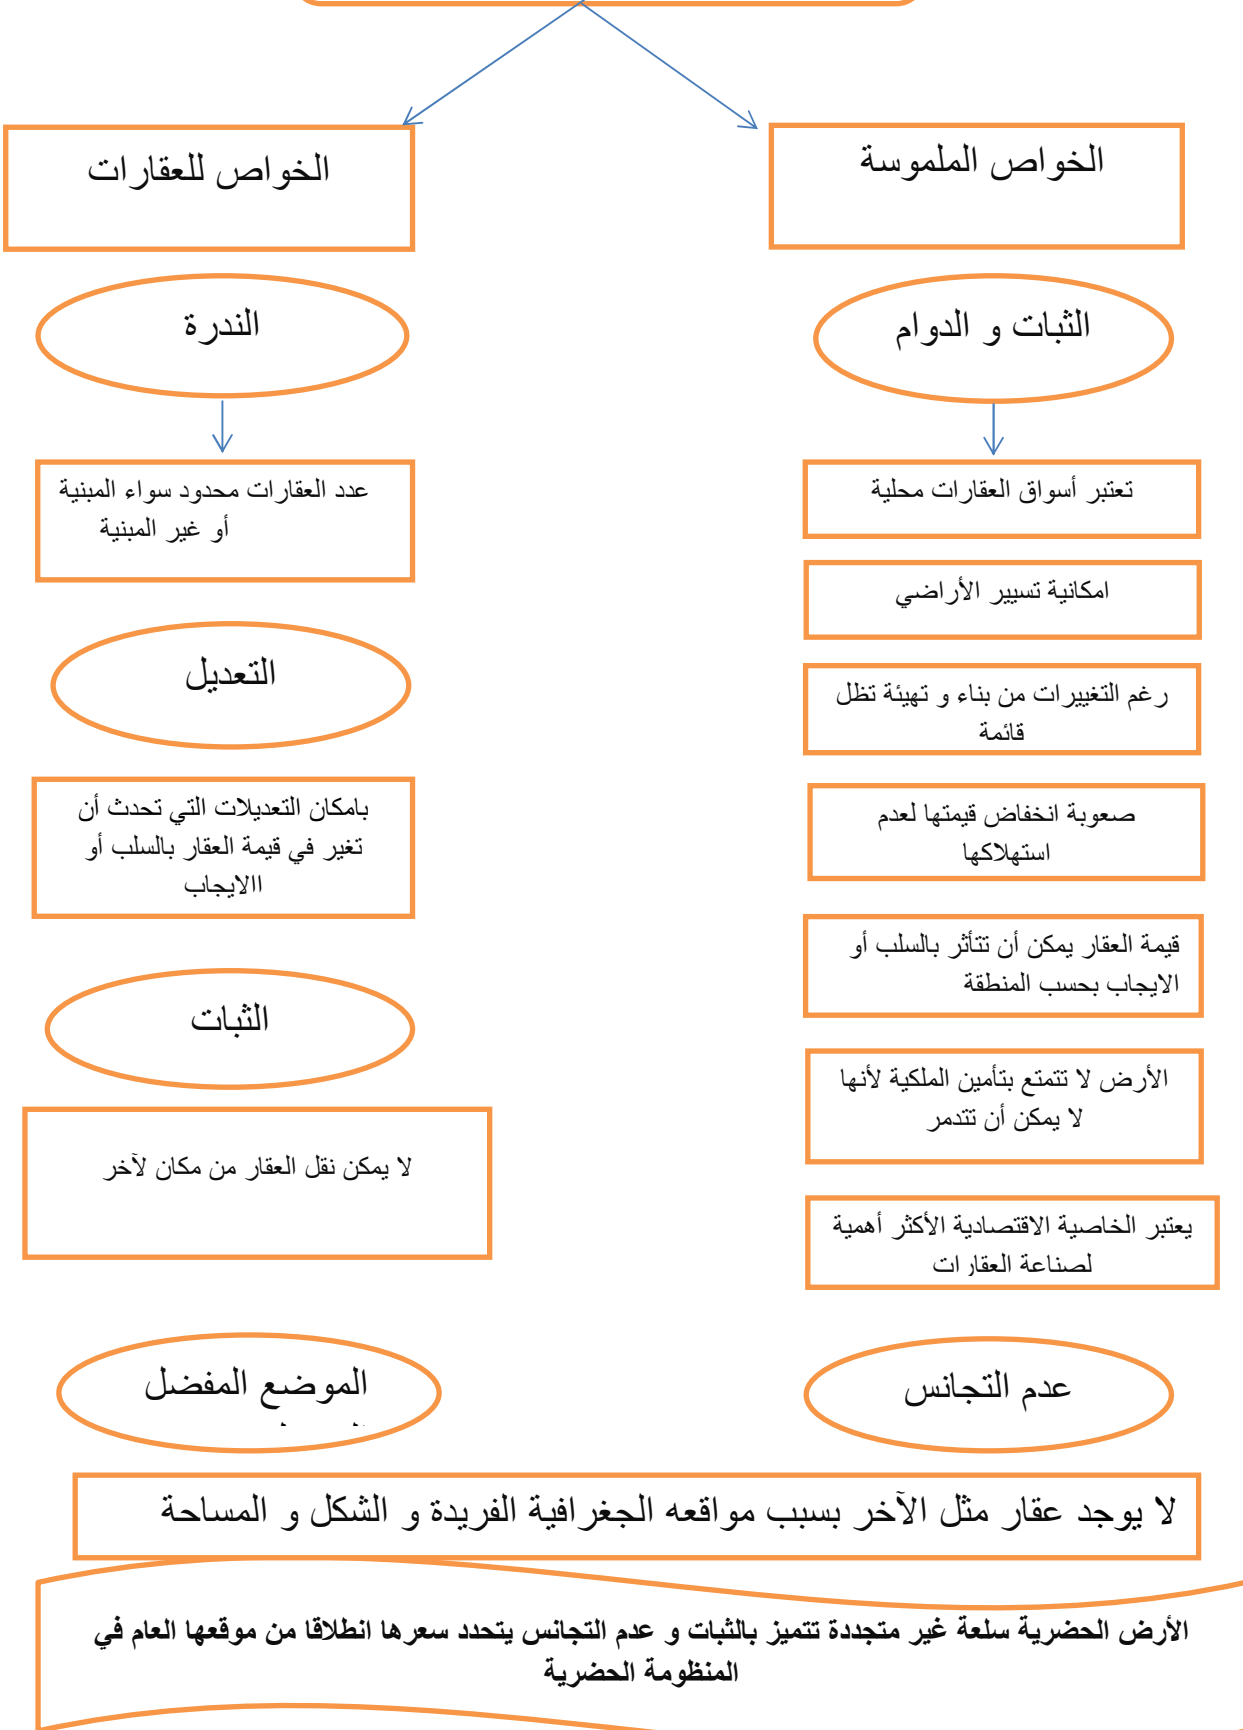 الخواص الملموسة
الخواص للعقارات
الثبات و الدوام
الندرة
تعتبر أسواق العقارات محلية
عدد العقارات محدود سواء المبنية
أو غير المبنية
امكانية تسيير الأراضي
التعديل
رغم التغييرات من بناء و تهيئة تظل
قائمة
بامكان التعديلات التي تحدث أن
تغير في قيمة العقار بالسلب أو
االايجاب
صعوبة انخفاض قيمتها لعدم
استهلاكها
قيمة العقار يمكن أن تتأثر بالسلب أو
الايجاب بحسب المنطقة
الثبات
الأرض لا تتمتع بتأمين الملكية لأنها
لا يمكن أن تتدمر
لا يمكن نقل العقار من مكان لآخر
يعتبر الخاصية الاقتصادية الأكثر أهمية
لصناعة العقارات
عدم التجانس
الموضع المفضل
لا يوجد عقار مثل الآخر بسبب مواقعه الجغرافية الفريدة و الشكل و المساحة
الأرض الحضرية سلعة غير متجددة تتميز بالثبات و عدم التجانس يتحدد سعرها انطلاقا من موقعها العام في
المنظومة الحضرية